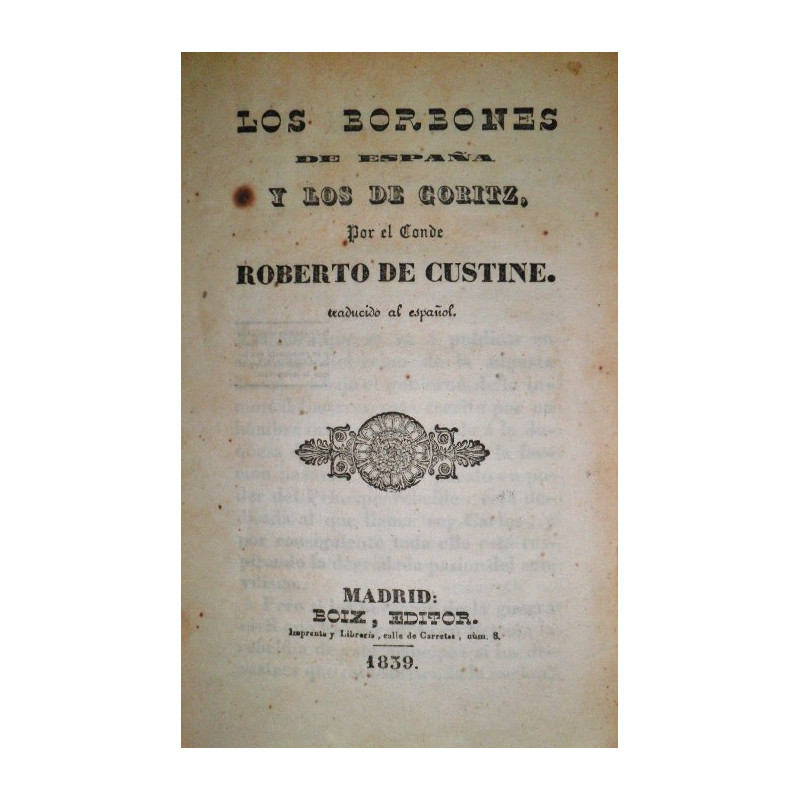 LOS BORBONES
DE ESPAÑA
Y LOS DE GORITZ,
Por el Conde
ROBERTO DE CUSTINE.
traducido al español.
MADRID:
BOIX, EDITOR.
Imprenta y Librería, calle de Carretas, núm. 8.
1839.